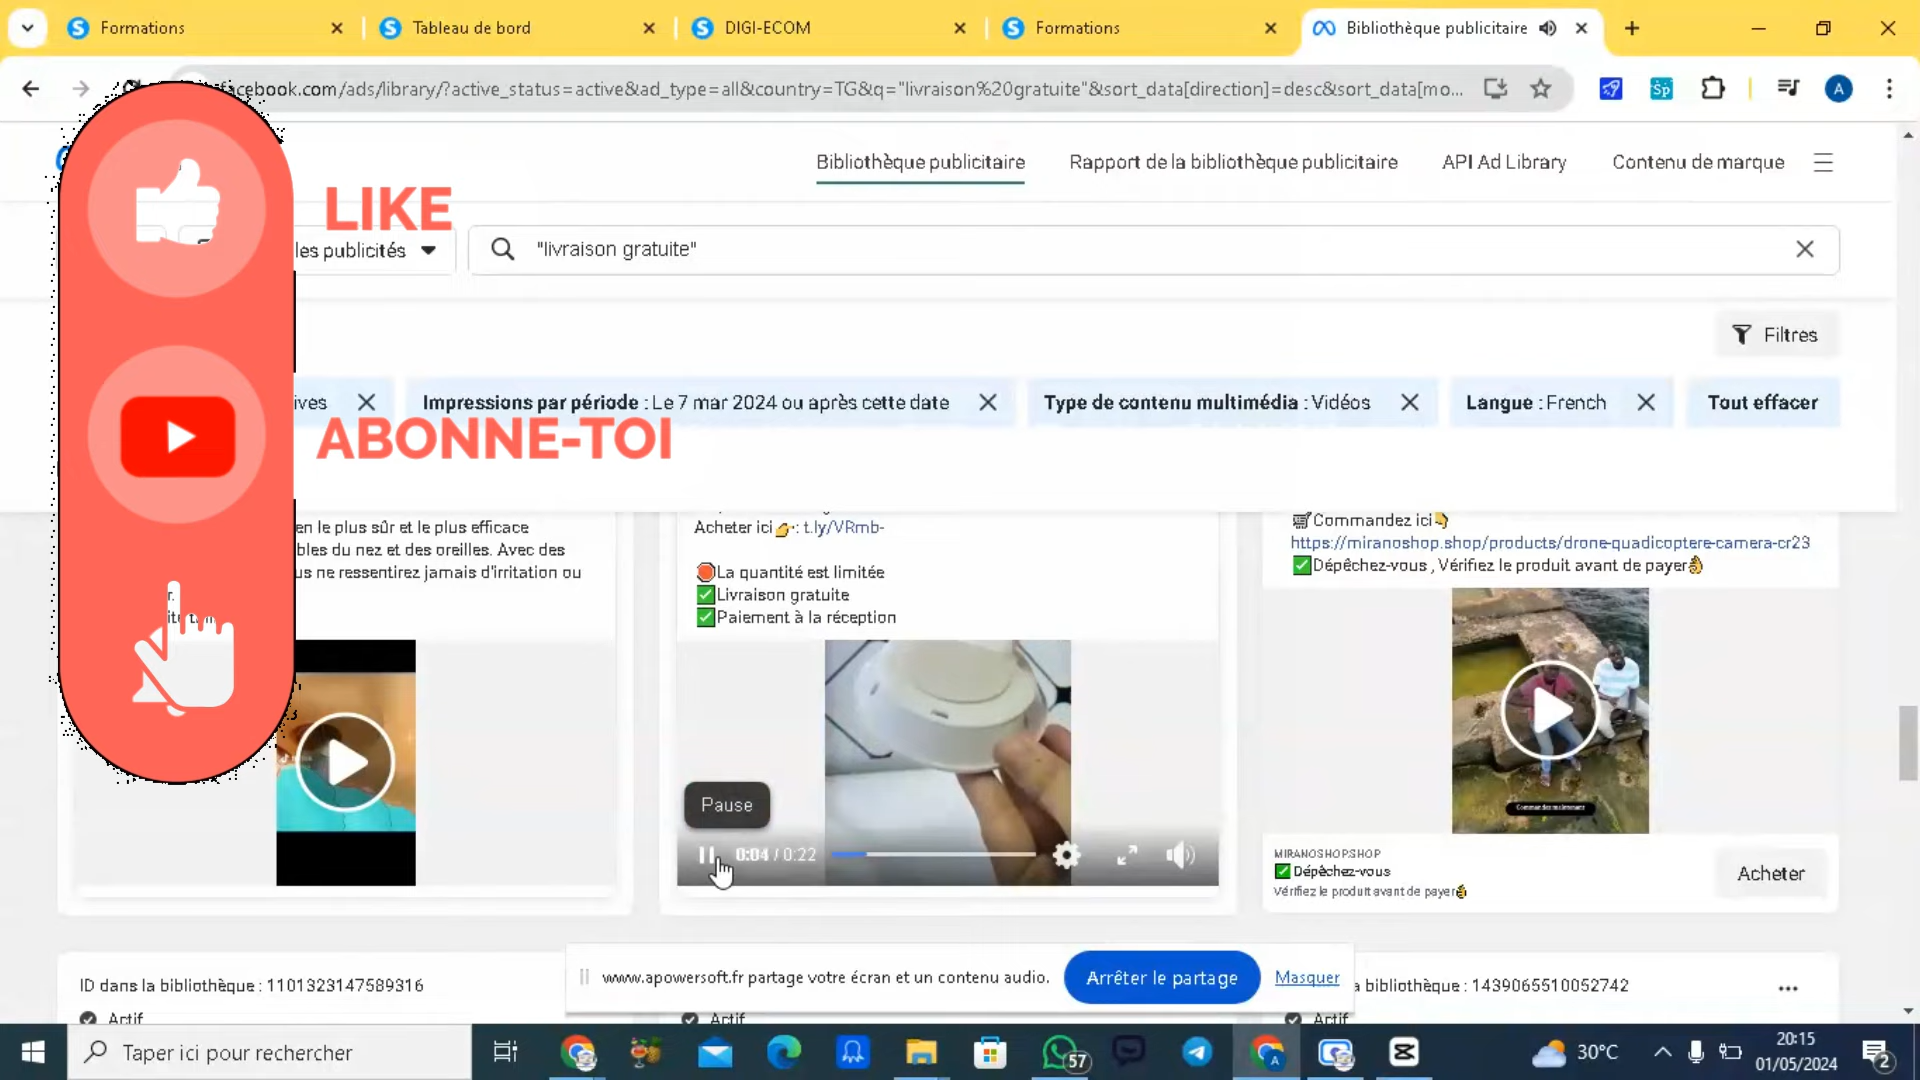 Formations
Tableau de bord
DIGI-ECOM
Formations
Bibliothèque publicitaire
facebook.com/ads/library/?active_status=active&ad_type=all&country=TG&q="livraison%20gratuite"&sort_data[direction]=desc&sort_data[mo...
A
Bibliothèque publicitaire
Rapport de la bibliothèque publicitaire
API Ad Library
Contenu de marque
LIKE
les publicités
"livraison gratuite"
Filtres
ives
Impressions par période : Le 7 mar 2024 ou après cette date
Type de contenu multimédia : Vidéos
Langue : French
Tout effacer
ABONNE-TOI
en le plus sûr et le plus efficace
bles du nez et des oreilles. Avec des
us ne ressentirez jamais d'irritation ou
r.
Acheter ici👉: t.ly/VRmb-
🛑La quantité est limitée
✅Livraison gratuite
✅Paiement à la réception
🛒Commandez ici👇
https://miranoshop.shop/products/drone-quadicoptere-camera-cr23
✅Dépêchez-vous , Vérifiez le produit avant de payer👌
Pause
0:04 / 0:22
Commandez maintenant
MIRANOSHOP.SHOP
✅ Dépêchez-vous
Vérifiez le produit avant de payer👌
Acheter
ID dans la bibliothèque : 1101323147589316
Actif
www.apowersoft.fr partage votre écran et un contenu audio.
Arrêter le partage
Masquer
a bibliothèque : 1439065510052742
Actif
Actif
Taper ici pour rechercher
57
A
30°C
20:15
01/05/2024
2